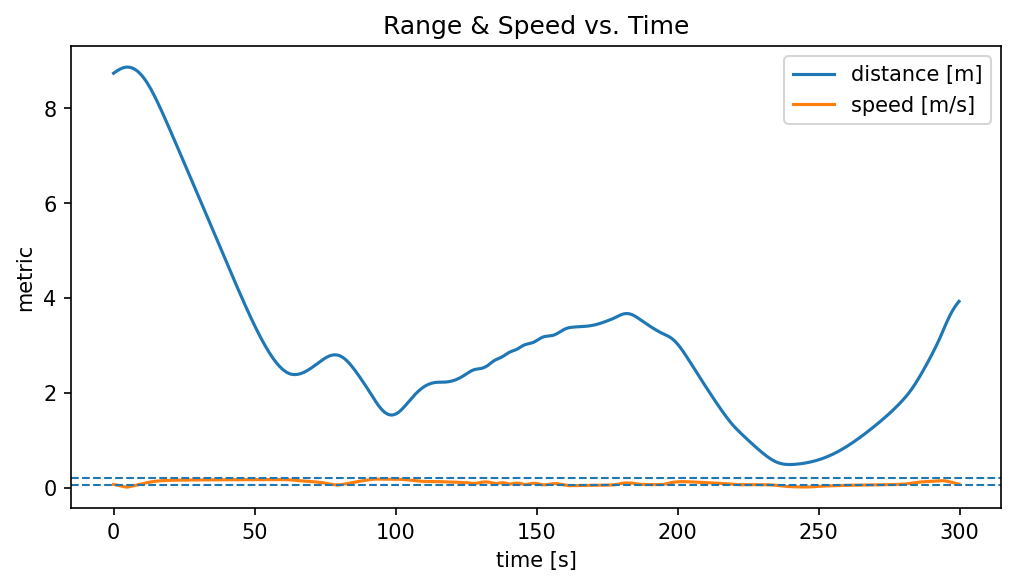 Range & Speed vs. Time
distance [m]
speed [m/s]
metric
8
6
4
2
0
0 50 100 150 200 250 300
time [s]